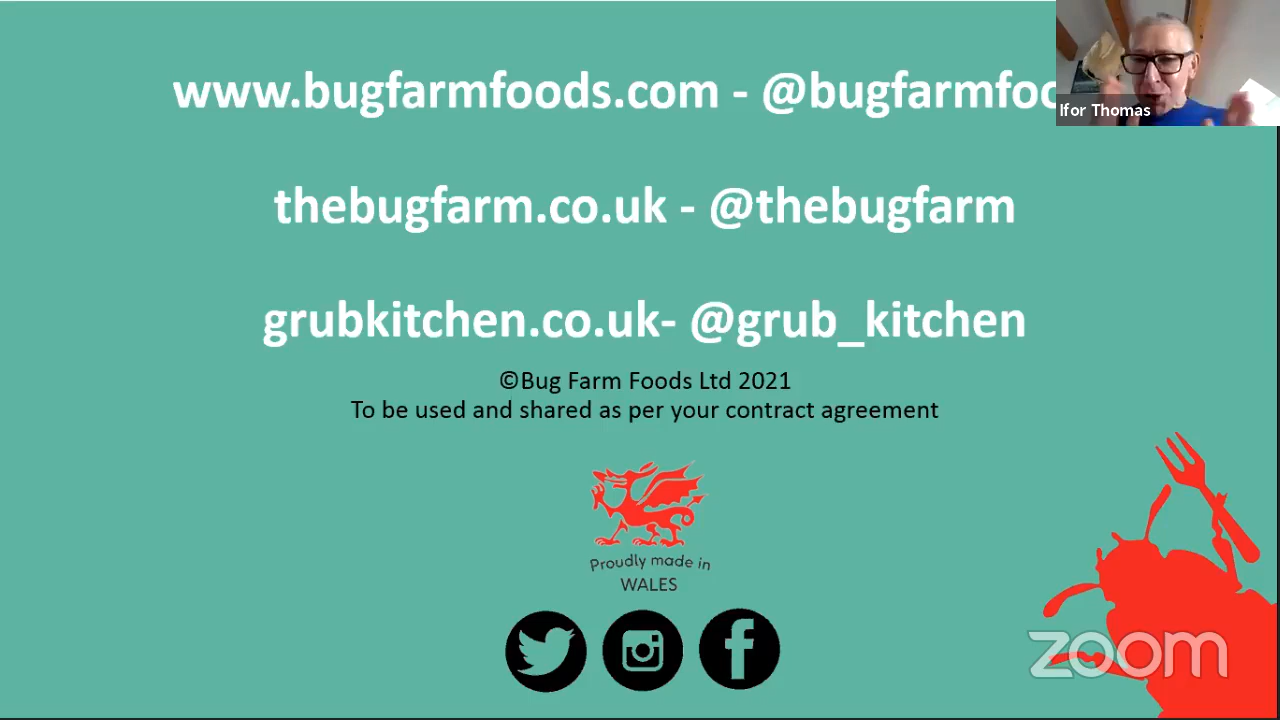 www.bugfarmfoods.com - @bugfarmfoo
Ifor Thomas
thebugfarm.co.uk - @thebugfarm
grubkitchen.co.uk- @grub_kitchen
©Bug Farm Foods Ltd 2021
To be used and shared as per your contract agreement
Proudly made in
WALES
zoom